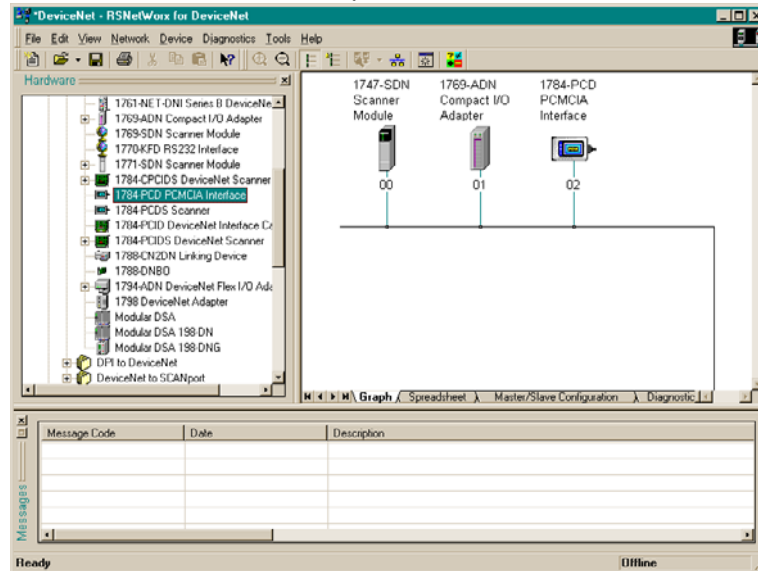 *DeviceNet - RSNetWorx for DeviceNet
File Edit View Network Device Diagnostics Tools Help
Hardware
1761-NET-DNI Series B DeviceNe
1769-ADN Compact I/O Adapter
1769-SDN Scanner Module
1770-KFD RS232 Interface
1771-SDN Scanner Module
1784-CPCIDS DeviceNet Scanner
1784-PCD PCMCIA Interface
1784-PCDS Scanner
1784-PCID DeviceNet Interface Ca
1784-PCIDS DeviceNet Scanner
1788-CN2DN Linking Device
1788-DNBO
1794-ADN DeviceNet Flex I/O Ada
1798 DeviceNet Adapter
Modular DSA
Modular DSA 198-DN
Modular DSA 198-DNG
DPI to DeviceNet
DeviceNet to SCANport
1747-SDN
Scanner
Module
00
1769-ADN
Compact I/O
Adapter
01
1784-PCD
PCMCIA
Interface
02
Graph Spreadsheet Master/Slave Configuration Diagnostic
Messages
Message Code Date Description
Ready Offline